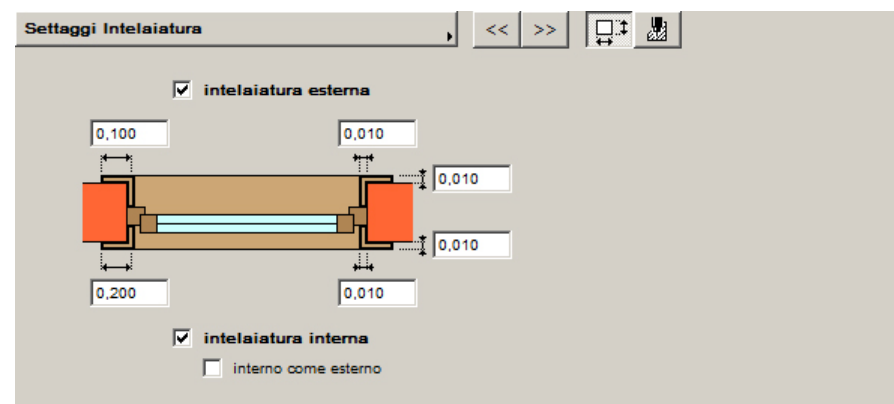 Settaggi Intelaiatura << >>
intelaiatura esterna
0,100 0,010
0,010
0,010
0,200 0,010
intelaiatura interna
interno come esterno